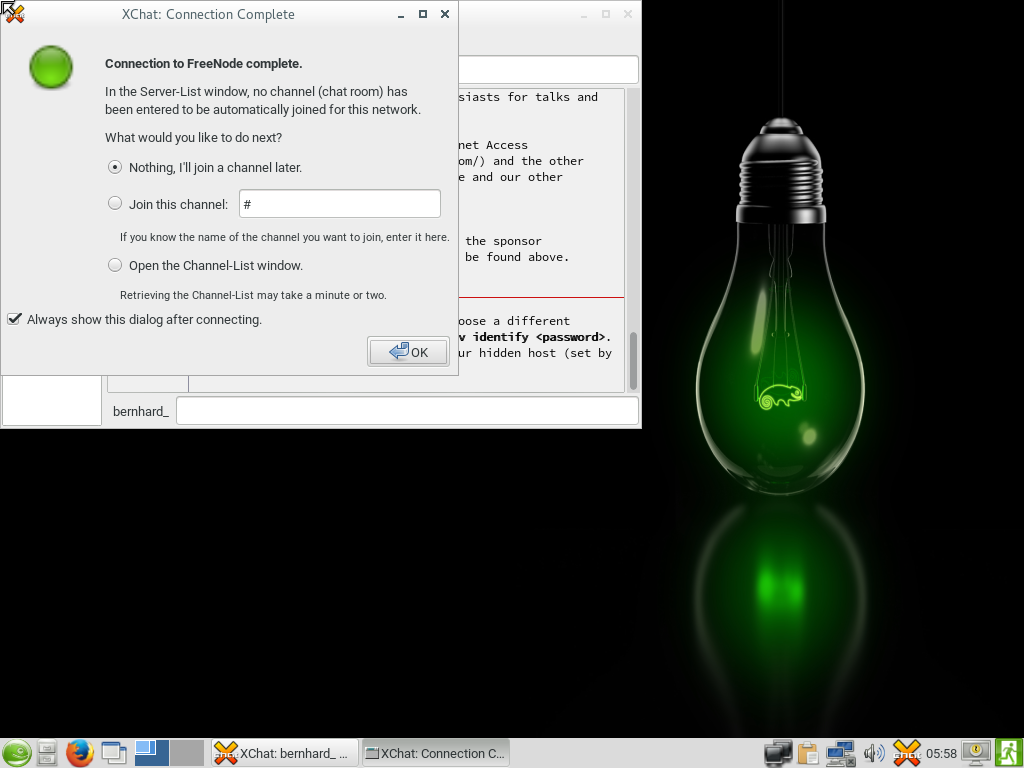 XChat: Connection Complete
Connection to FreeNode complete.
In the Server-List window, no channel (chat room) has
been entered to be automatically joined for this network.
What would you like to do next?
Nothing, I'll join a channel later.
Join this channel: #
If you know the name of the channel you want to join, enter it here.
Open the Channel-List window.
Retrieving the Channel-List may take a minute or two.
Always show this dialog after connecting.
OK
siasts for talks and
net Access
om/) and the other
e and our other
the sponsor
be found above.
oose a different
v identify <password>.
ur hidden host (set by
bernhard_
XChat: bernhard_ ...
XChat: Connection C...
05:58